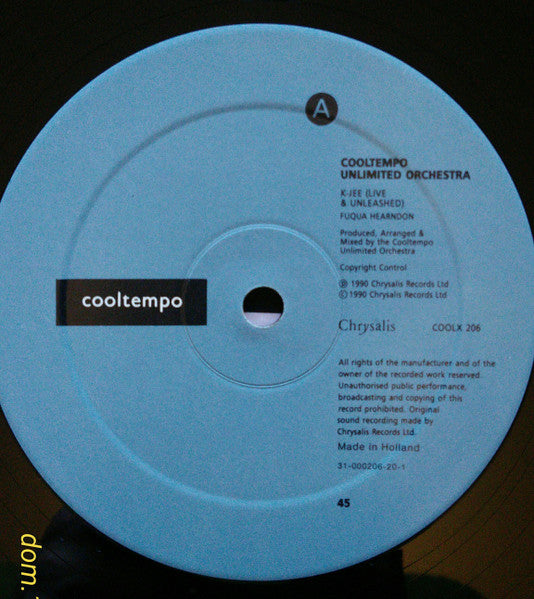 A
COOLTEMPO
UNLIMITED ORCHESTRA
K-JEE (LIVE
& UNLEASHED)
FUQUA HEARNDON
Produced, Arranged &
Mixed by the Cooltempo
Unlimited Orchestra
Copyright Control
℗ 1990 Chrysalis Records Ltd
© 1990 Chrysalis Records Ltd
cooltempo
Chrysalis COOLX 206
All rights of the manufacturer and of the
owner of the recorded work reserved.
Unauthorised public performance,
broadcasting and copying of this
record prohibited. Original
sound recording made by
Chrysalis Records Ltd.
Made in Holland
31-000206-20-1
45
dom.